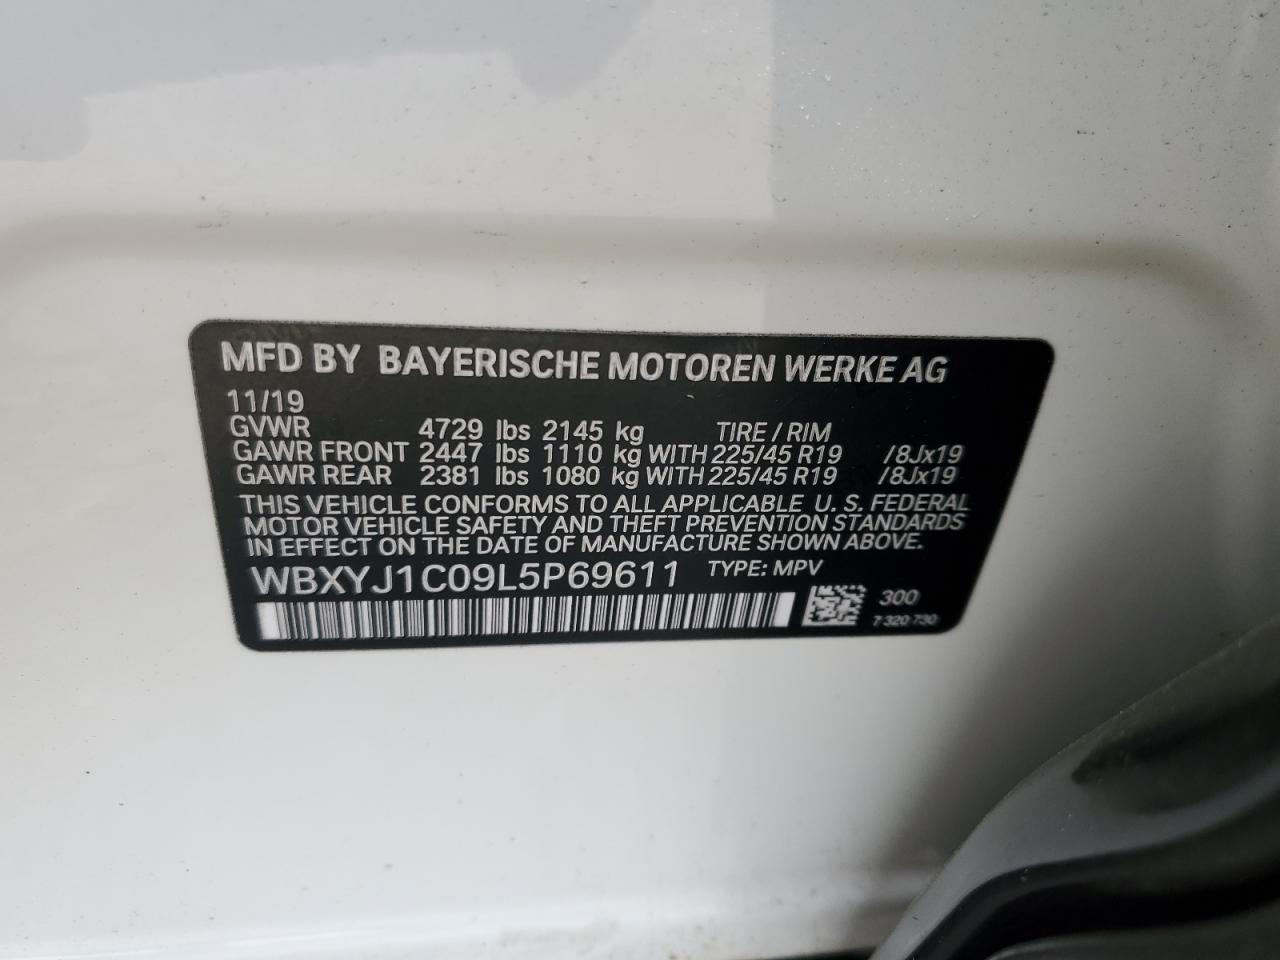 MFD BY BAYERISCHE MOTOREN WERKE AG
11/19
GVWR 4729 lbs 2145 kg TIRE / RIM
GAWR FRONT 2447 lbs 1110 kg WITH 225/45 R19 /8Jx19
GAWR REAR 2381 lbs 1080 kg WITH 225/45 R19 /8Jx19
THIS VEHICLE CONFORMS TO ALL APPLICABLE U. S. FEDERAL
MOTOR VEHICLE SAFETY AND THEFT PREVENTION STANDARDS
IN EFFECT ON THE DATE OF MANUFACTURE SHOWN ABOVE.
WBXYJ1C09L5P69611 TYPE: MPV
300
7 320 730